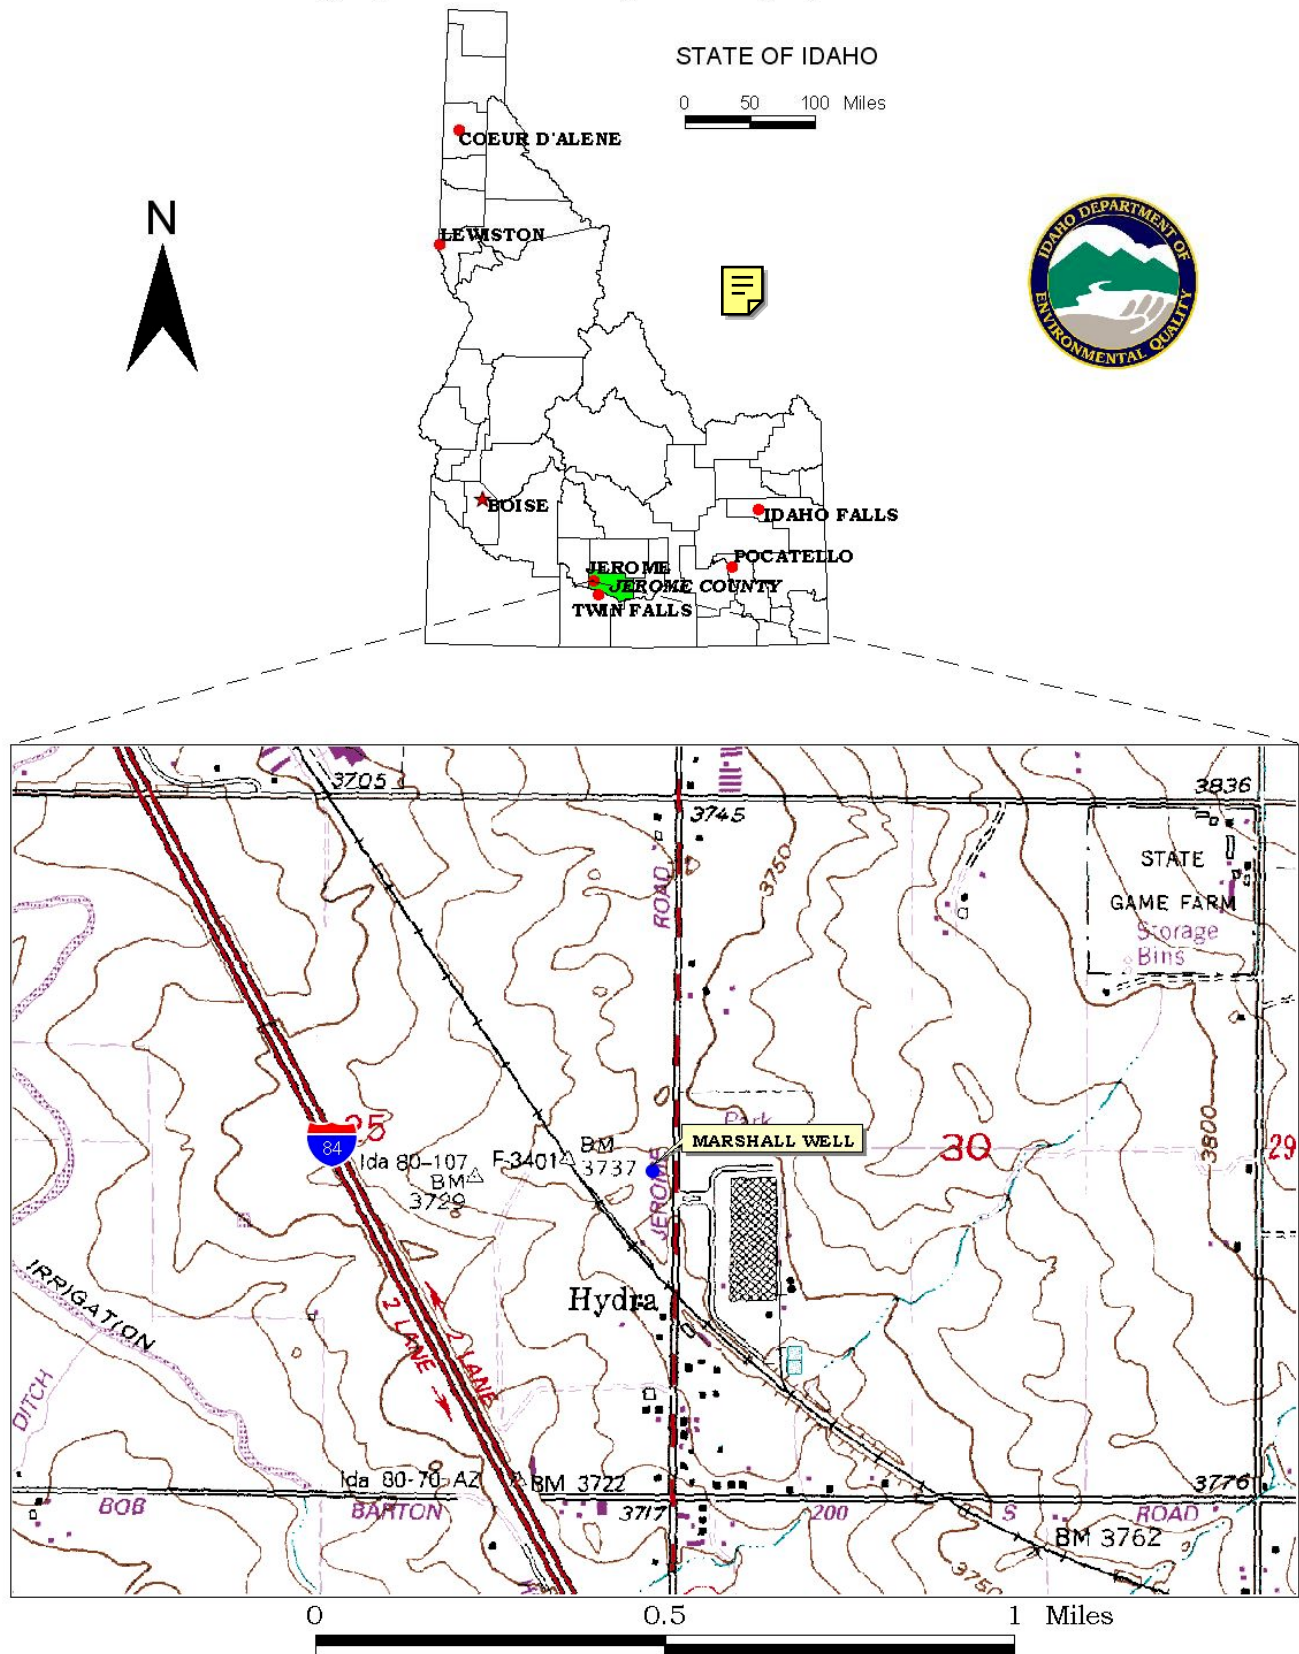 STATE OF IDAHO
0 50 100 Miles
COEUR D'ALENE
N
LEWISTON
IDAHO DEPARTMENT OF
ENVIRONMENTAL QUALITY
BOISE
IDAHO FALLS
POCATELLO
JEROME
JEROME COUNTY
TWIN FALLS
3705
3745
3836
3750
ROAD
STATE
GAME FARM
Storage
Bins
Park
MARSHALL WELL
84
25
Ida 80-107
BM
3729
F-3401
BM
3737
JEROME
30
3800
29
IRRIGATION
DITCH
2 LANE
2 LANE
Hydra
Ida 80-70-AZ
BM 3722
3717
3776
BOB
BARTON
200
S
ROAD
BM 3762
3750
0 0.5 1 Miles